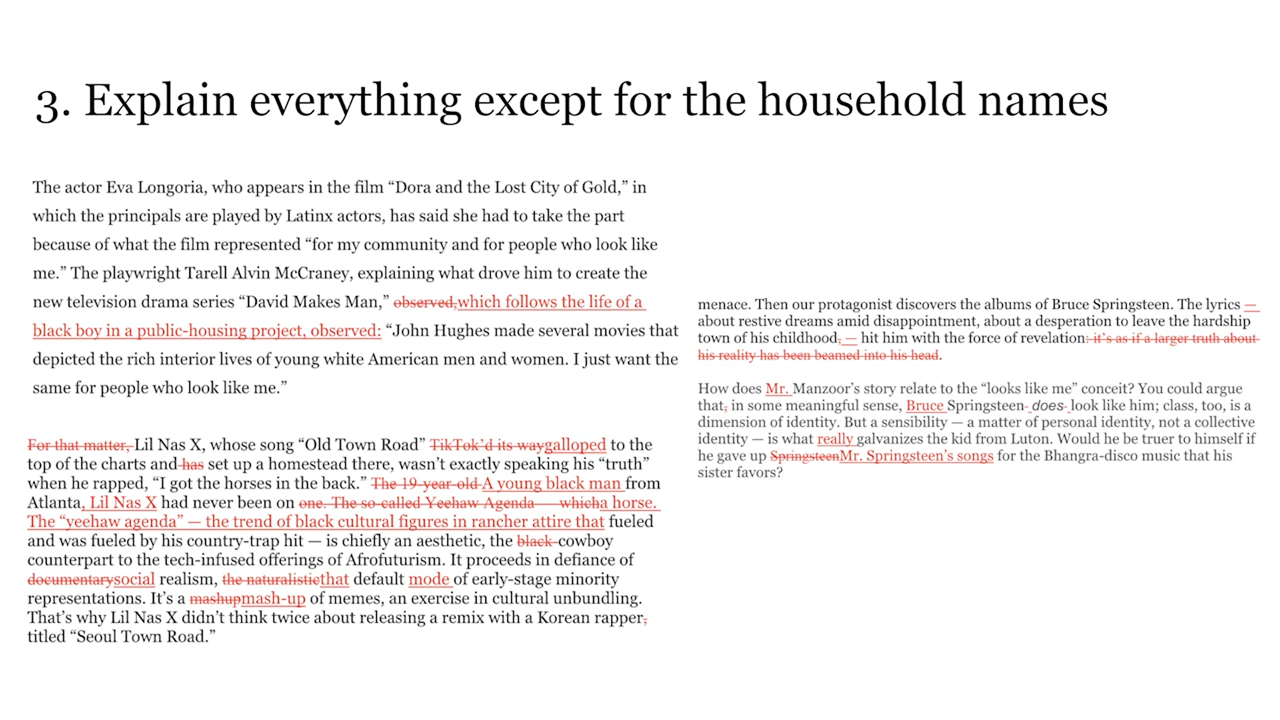 3. Explain everything except for the household names
The actor Eva Longoria, who appears in the film “Dora and the Lost City of Gold,” in
which the principals are played by Latinx actors, has said she had to take the part
because of what the film represented “for my community and for people who look like
me.” The playwright Tarell Alvin McCraney, explaining what drove him to create the
new television drama series “David Makes Man,” observed,which follows the life of a
black boy in a public-housing project, observed: “John Hughes made several movies that
depicted the rich interior lives of young white American men and women. I just want the
same for people who look like me.”
For that matter, Lil Nas X, whose song “Old Town Road” TikTok’d its waygalloped to the
top of the charts and has set up a homestead there, wasn’t exactly speaking his “truth”
when he rapped, “I got the horses in the back.” The 19-year-old A young black man from
Atlanta, Lil Nas X had never been on one. The so-called Yeehaw Agenda — whicha horse.
The “yeehaw agenda” — the trend of black cultural figures in rancher attire that fueled
and was fueled by his country-trap hit — is chiefly an aesthetic, the black cowboy
counterpart to the tech-infused offerings of Afrofuturism. It proceeds in defiance of
documentarysocial realism, the naturalisticthat default mode of early-stage minority
representations. It’s a mashupmash-up of memes, an exercise in cultural unbundling.
That’s why Lil Nas X didn’t think twice about releasing a remix with a Korean rapper,
titled “Seoul Town Road.”
menace. Then our protagonist discovers the albums of Bruce Springsteen. The lyrics —
about restive dreams amid disappointment, about a desperation to leave the hardship
town of his childhood, — hit him with the force of revelation: it’s as if a larger truth about
his reality has been beamed into his head.
How does Mr. Manzoor’s story relate to the “looks like me” conceit? You could argue
that, in some meaningful sense, Bruce Springsteen does look like him; class, too, is a
dimension of identity. But a sensibility — a matter of personal identity, not a collective
identity — is what really galvanizes the kid from Luton. Would he be truer to himself if
he gave up SpringsteenMr. Springsteen’s songs for the Bhangra-disco music that his
sister favors?